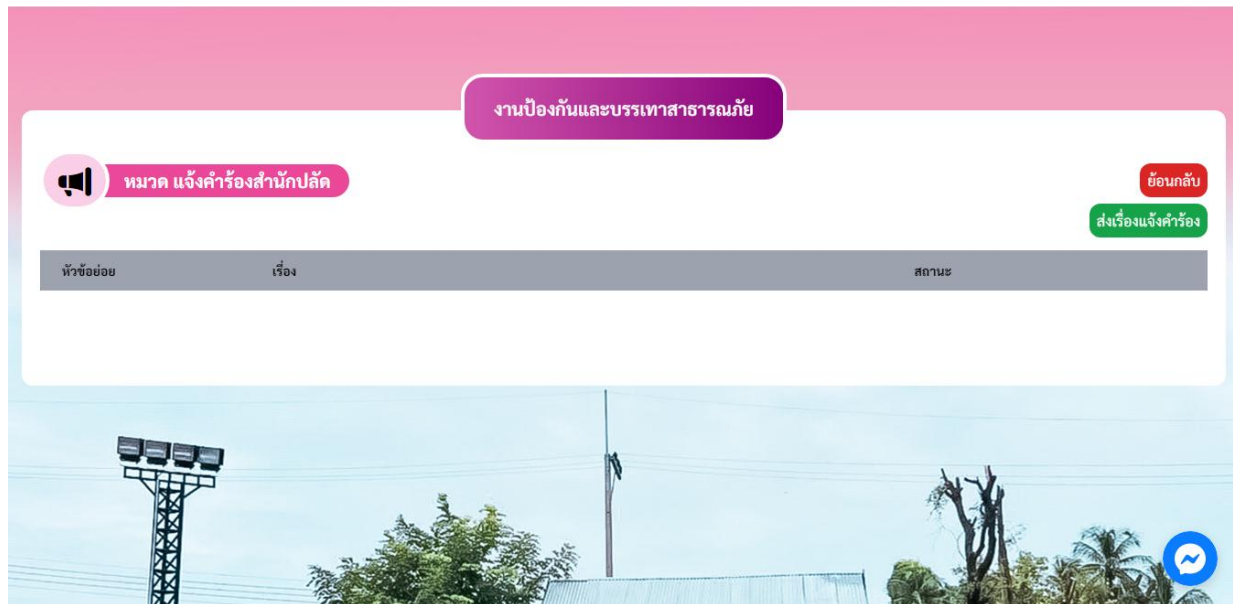 งานป้องกันและบรรเทาสาธารณภัย
หมวด แจ้งคำร้องสำนักปลัด
ย้อนกลับ
ส่งเรื่องแจ้งคำร้อง
หัวข้อย่อย เรื่อง สถานะ